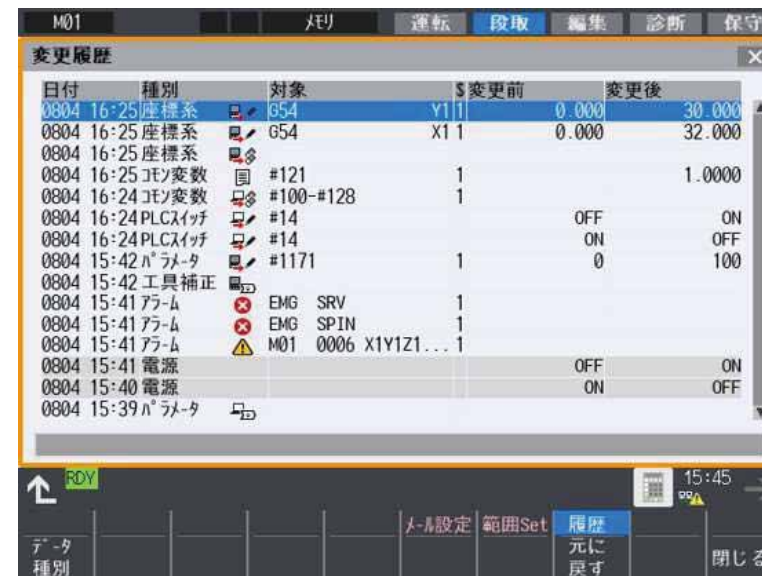 M01 メモリ 運転 段取 編集 診断 保守
変更履歴
日付 種別 対象 $ 変更前 変更後
0804 16:25 座標系 G54 Y1 1 0.000 30.000
0804 16:25 座標系 G54 X1 1 0.000 32.000
0804 16:25 座標系
0804 16:25 コモン変数 #121 1 1.0000
0804 16:24 コモン変数 #100-#128 1
0804 16:24 PLCスイッチ #14 OFF ON
0804 16:24 PLCスイッチ #14 ON OFF
0804 15:42 パラメータ #1171 1 0 100
0804 15:42 工具補正
0804 15:41 アラーム EMG SRV 1
0804 15:41 アラーム EMG SPIN 1
0804 15:41 アラーム M01 0006 X1Y1Z1... 1
0804 15:41 電源 OFF ON
0804 15:40 電源 ON OFF
0804 15:39 パラメータ
RDY 15:45
メール設定 範囲Set 履歴
データ 元に
種別 戻す 閉じる